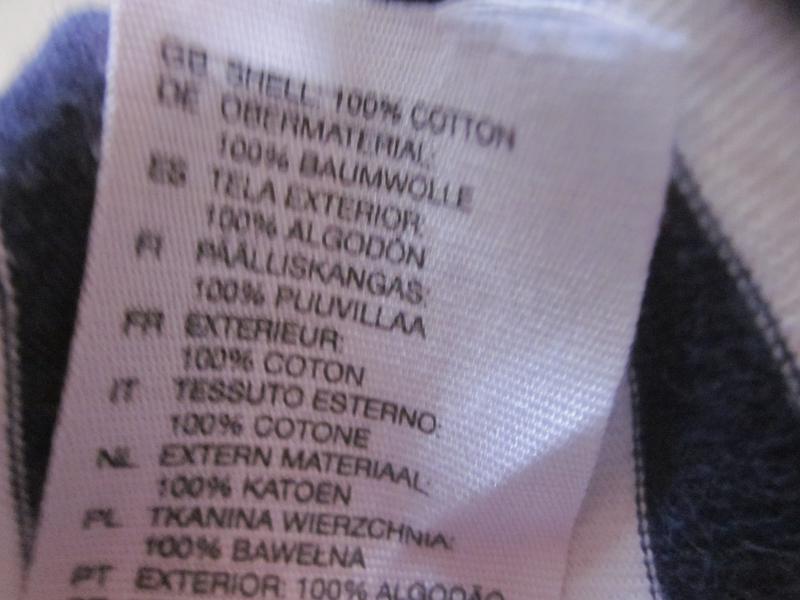 GB SHELL: 100% COTTON
DE OBERMATERIAL:
100% BAUMWOLLE
ES TELA EXTERIOR:
100% ALGODÓN
FI PÄÄLLISKANGAS:
100% PUUVILLAA
FR EXTERIEUR:
100% COTON
IT TESSUTO ESTERNO:
100% COTONE
NL EXTERN MATERIAAL:
100% KATOEN
PL TKANINA WIERZCHNIA:
100% BAWEŁNA
PT EXTERIOR: 100% ALGODÃO